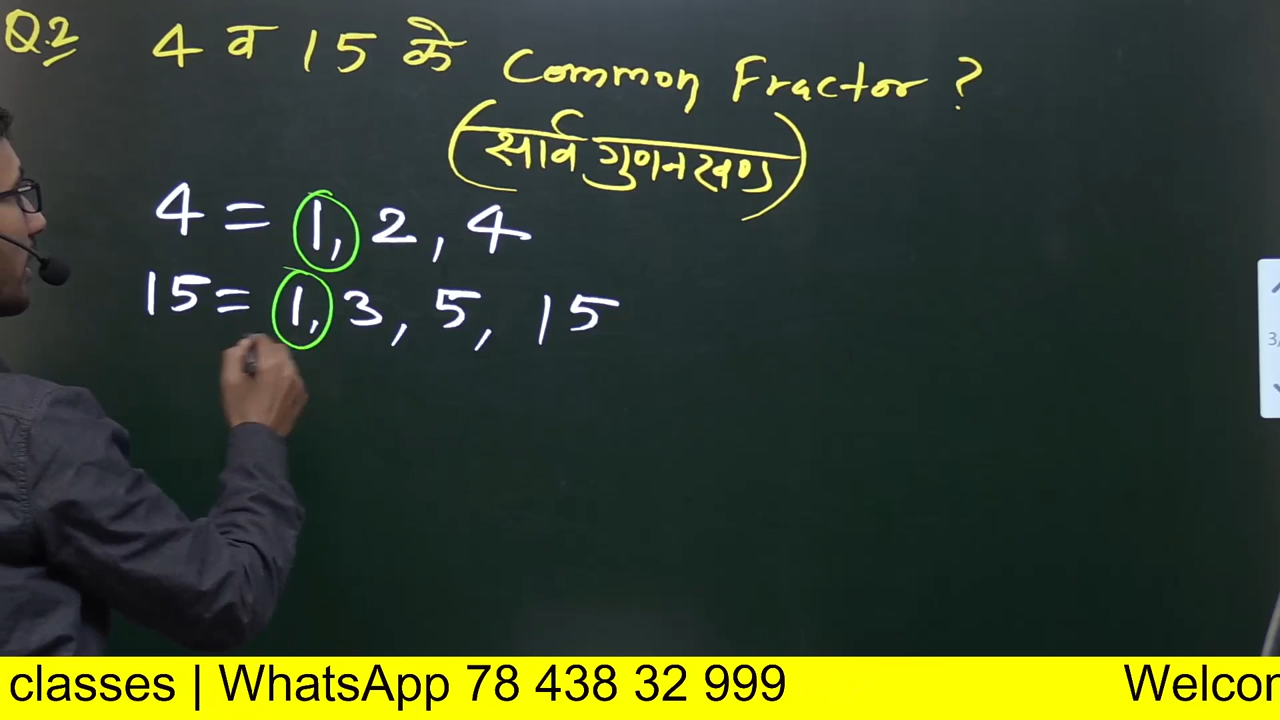 Q.2 4 व 15 के Common Fractor ?
(सार्व गुणनखण्ड)
4 = 1, 2, 4
15 = 1, 3, 5, 15
classes | WhatsApp 78 438 32 999 Welcor